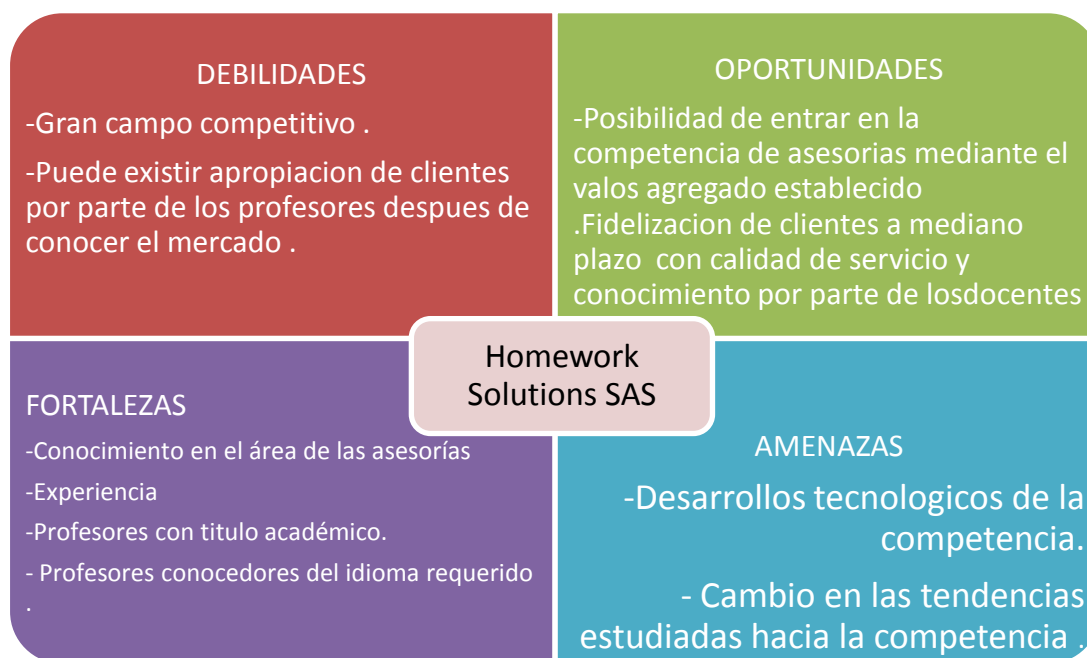 DEBILIDADES
-Gran campo competitivo .
-Puede existir apropiacion de clientes
por parte de los profesores despues de
conocer el mercado .
OPORTUNIDADES
-Posibilidad de entrar en la
competencia de asesorias mediante el
valos agregado establecido
.Fidelizacion de clientes a mediano
plazo con calidad de servicio y
conocimiento por parte de losdocentes
Homework
Solutions SAS
FORTALEZAS
-Conocimiento en el área de las asesorías
-Experiencia
-Profesores con titulo académico.
- Profesores conocedores del idioma requerido
.
AMENAZAS
-Desarrollos tecnologicos de la
competencia.
- Cambio en las tendencias
estudiadas hacia la competencia .